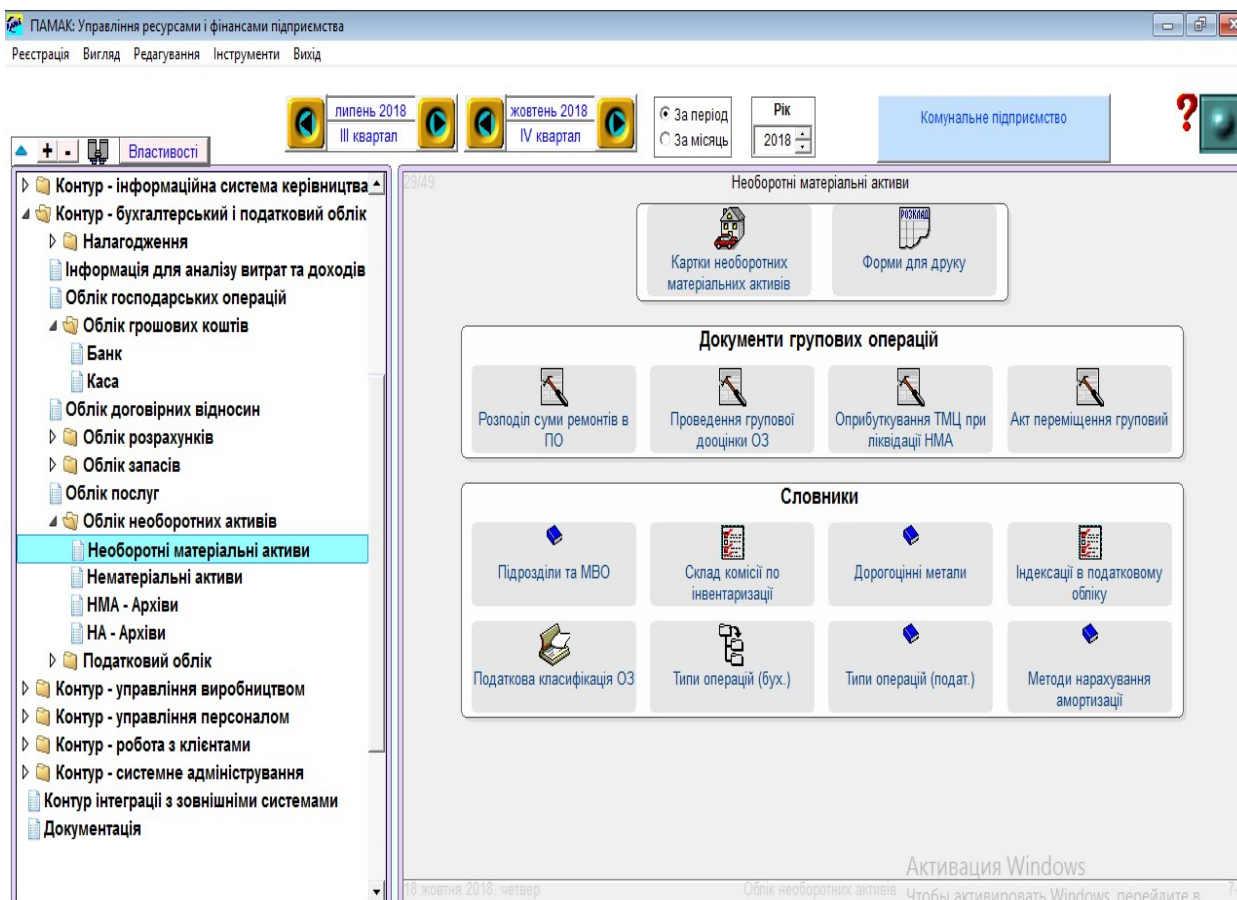 ПАМАК: Управління ресурсами і фінансами підприємства
Реєстрація Вигляд Редагування Інструменти Вихід
липень 2018
III квартал
жовтень 2018
IV квартал
За період
За місяць
Рік
2018
Комунальне підприємство
+ - Властивості
Контур - інформаційна система керівництва
Контур - бухгалтерський і податковий облік
Налагодження
Інформація для аналізу витрат та доходів
Облік господарських операцій
Облік грошових коштів
Банк
Каса
Облік договірних відносин
Облік розрахунків
Облік запасів
Облік послуг
Облік необоротних активів
Необоротні матеріальні активи
Нематеріальні активи
НМА - Архіви
НА - Архіви
Податковий облік
Контур - управління виробництвом
Контур - управління персоналом
Контур - робота з клієнтами
Контур - системне адміністрування
Контур інтеграції з зовнішніми системами
Документація
29/49
Необоротні матеріальні активи
Картки необоротних
матеріальних активів
РОЗКЛАД
Форми для друку
Документи групових операцій
Розподіл суми ремонтів в
ПО
Проведення групової
дооцінки ОЗ
Оприбуткування ТМЦ при
ліквідації НМА
Акт переміщення груповий
Словники
Підрозділи та МВО
Склад комісії по
інвентаризації
Дорогоцінні метали
Індексації в податковому
обліку
Податкова класифікація ОЗ
Типи операцій (бух.)
Типи операцій (подат.)
Методи нарахування
амортизації
Активация Windows
18 жовтня 2018, четвер
Облік необоротних активів
Чтобы активировать Windows, перейдите в